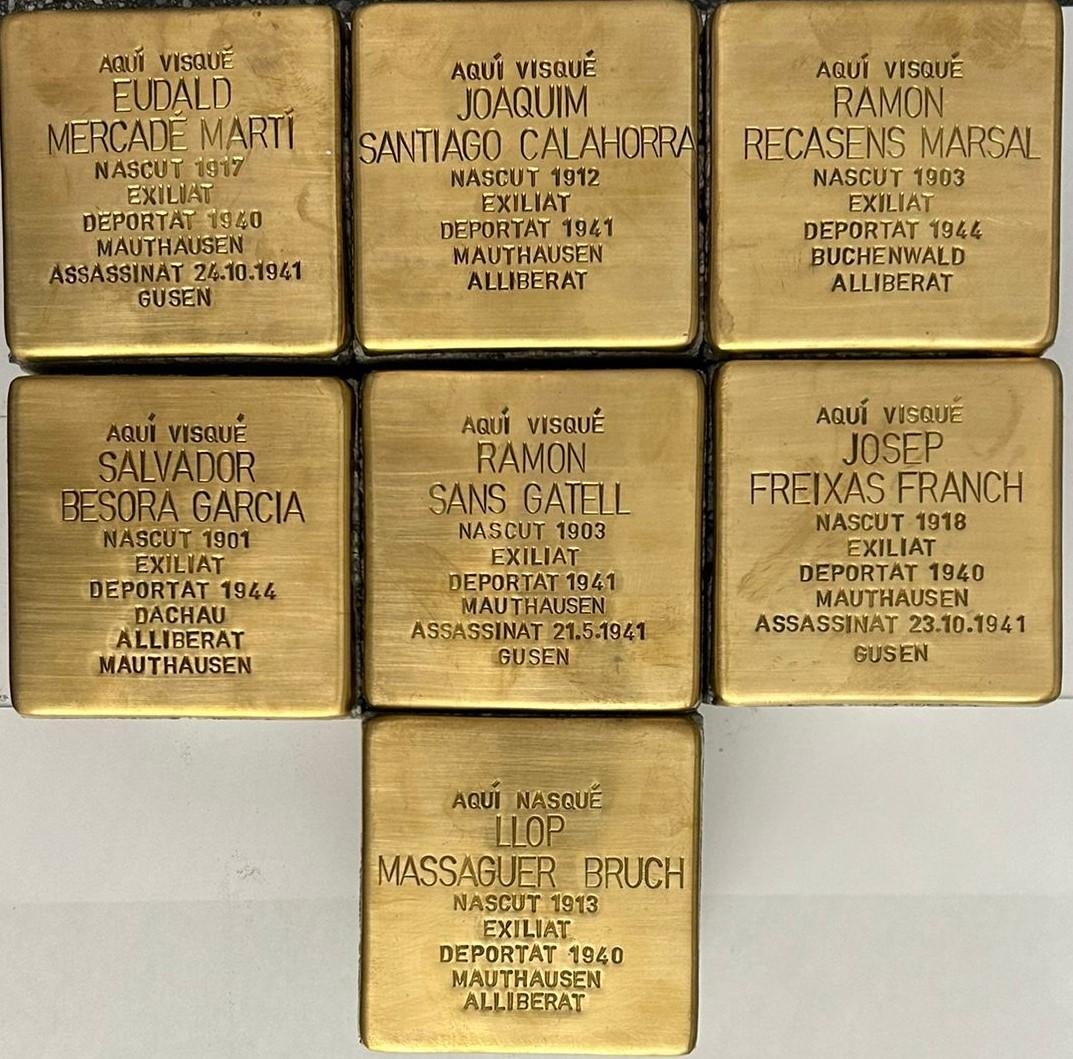 AQUÍ VISQUÉ
EUDALD
MERCADÉ MARTÍ
NASCUT 1917
EXILIAT
DEPORTAT 1940
MAUTHAUSEN
ASSASSINAT 24.10.1941
GUSEN
AQUÍ VISQUÉ
JOAQUIM
SANTIAGO CALAHORRA
NASCUT 1912
EXILIAT
DEPORTAT 1941
MAUTHAUSEN
ALLIBERAT
AQUÍ VISQUÉ
RAMON
RECASENS MARSAL
NASCUT 1903
EXILIAT
DEPORTAT 1944
BUCHENWALD
ALLIBERAT
AQUÍ VISQUÉ
SALVADOR
BESORA GARCIA
NASCUT 1901
EXILIAT
DEPORTAT 1944
DACHAU
ALLIBERAT
MAUTHAUSEN
AQUÍ VISQUÉ
RAMON
SANS GATELL
NASCUT 1903
EXILIAT
DEPORTAT 1941
MAUTHAUSEN
ASSASSINAT 21.5.1941
GUSEN
AQUÍ VISQUÉ
JOSEP
FREIXAS FRANCH
NASCUT 1918
EXILIAT
DEPORTAT 1940
MAUTHAUSEN
ASSASSINAT 23.10.1941
GUSEN
AQUÍ NASQUÉ
LLOP
MASSAGUER BRUCH
NASCUT 1913
EXILIAT
DEPORTAT 1940
MAUTHAUSEN
ALLIBERAT